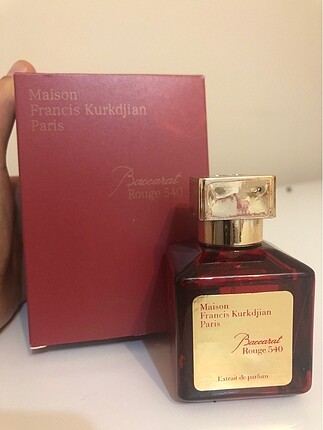 Maison
Francis Kurkdjian
Paris
Baccarat
Rouge 540
Maison
Francis Kurkdjian
Paris
Baccarat
Rouge 540
Extrait de parfum